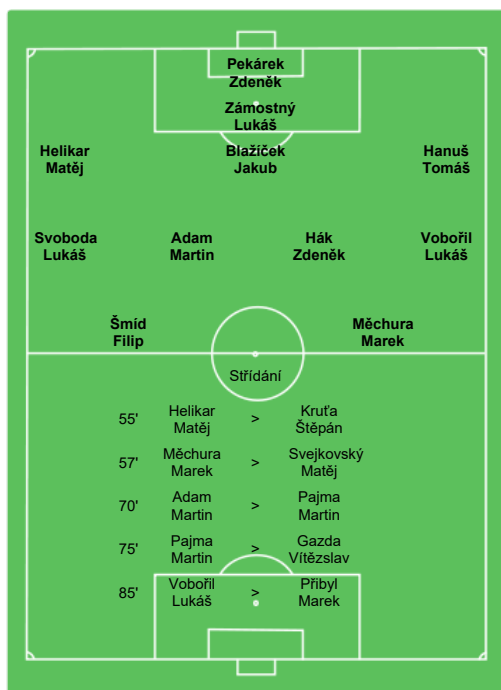 Pekárek
Zdeněk
Zámostný
Lukáš
Helikar
Matěj
Blažíček
Jakub
Hanuš
Tomáš
Svoboda
Lukáš
Adam
Martin
Hák
Zdeněk
Vobořil
Lukáš
Šmíd
Filip
Měchura
Marek
Střídání
55' Helikar Matěj > Kruťa Štěpán
57' Měchura Marek > Svejkovský Matěj
70' Adam Martin > Pajma Martin
75' Pajma Martin > Gazda Vítězslav
85' Vobořil Lukáš > Přibyl Marek